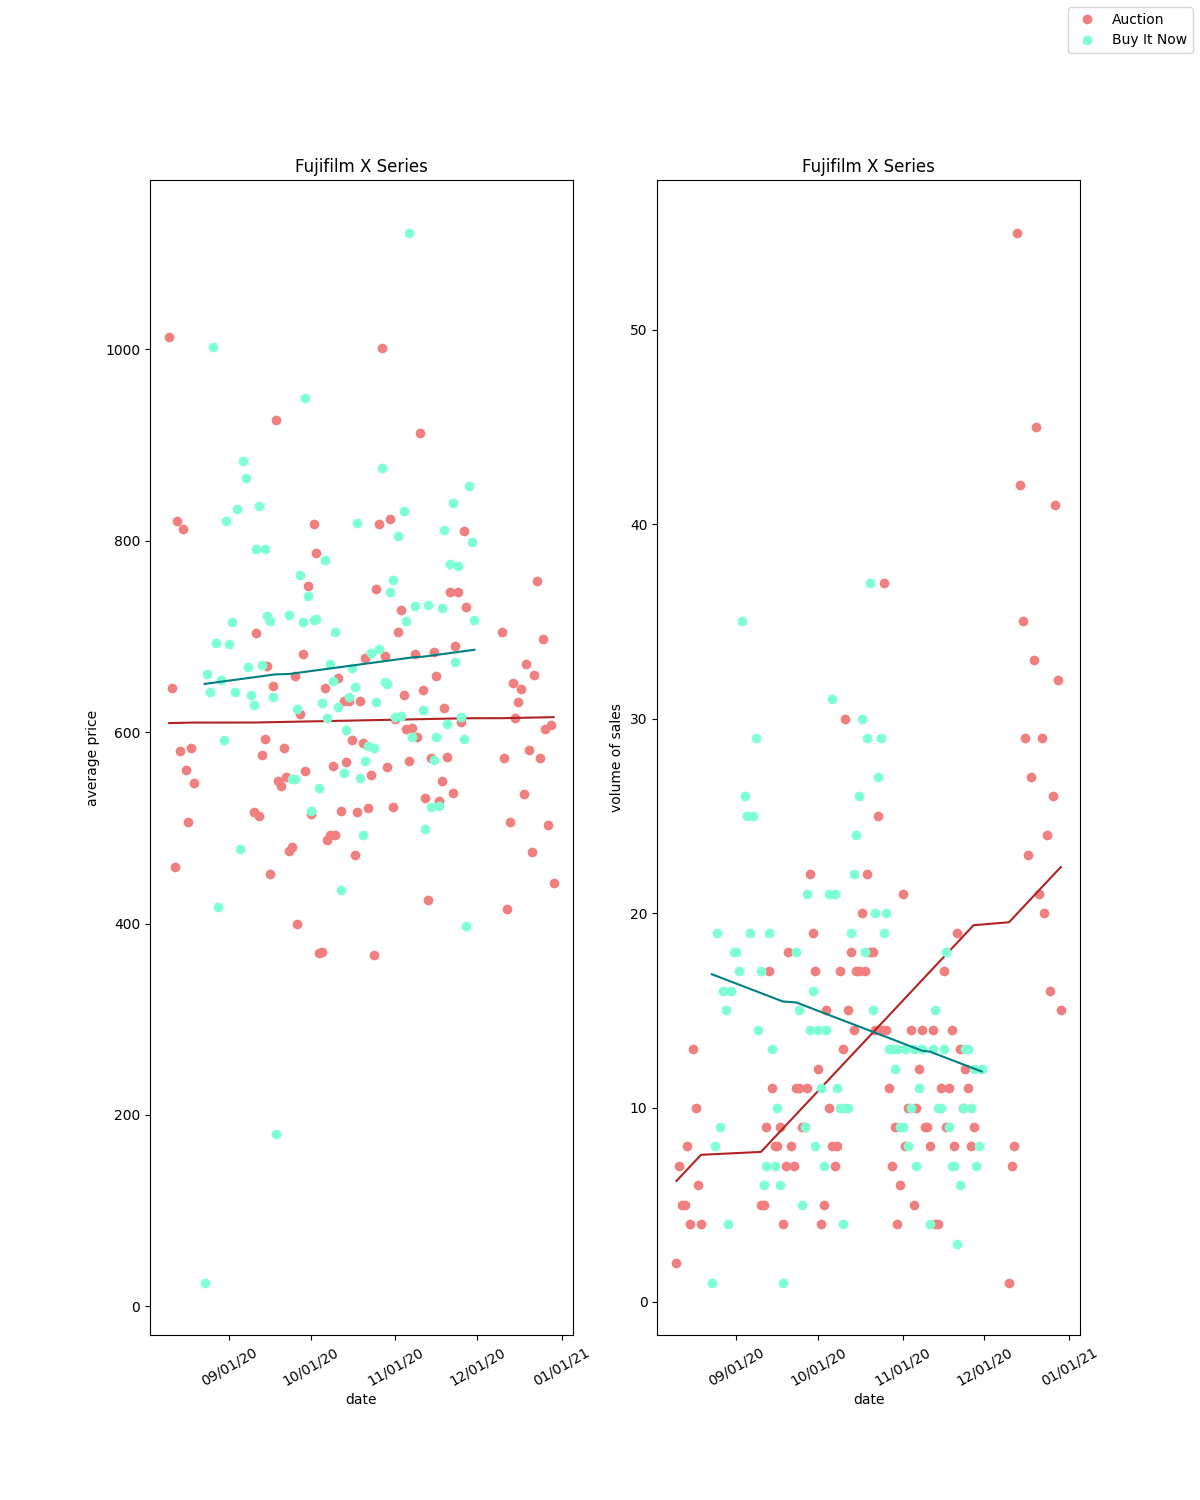 Auction
Buy It Now
Fujifilm X Series
average price
1000
800
600
400
200
0
09/01/20
10/01/20
11/01/20
12/01/20
01/01/21
date
Fujifilm X Series
volume of sales
50
40
30
20
10
0
09/01/20
10/01/20
11/01/20
12/01/20
01/01/21
date